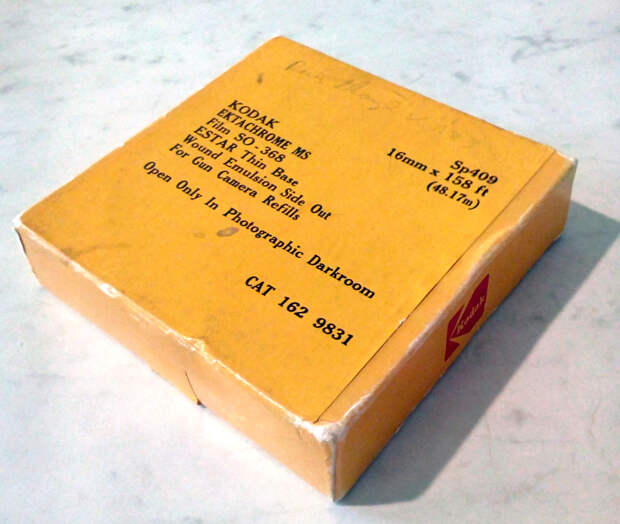 KODAK
EKTACHROME MS
Film SO-368
ESTAR Thin Base
Wound Emulsion Side Out
For Gun Camera Refills
Open Only In Photographic Darkroom
Sp409
16mm x 158 ft
(48.17m)
CAT 162 9831
Kodak